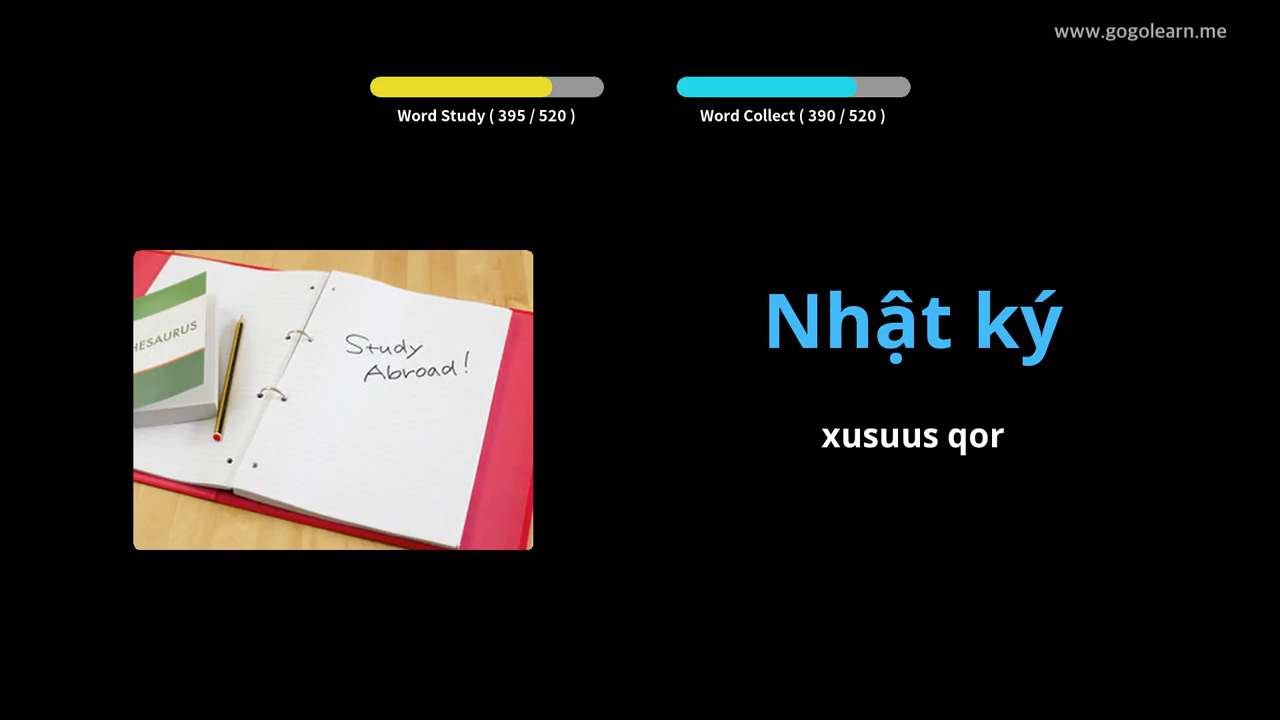 www.gogolearn.me
Word Study ( 395 / 520 )
Word Collect ( 390 / 520 )
HESAURUS
Study
Abroad!
Nhật ký
xusuus qor